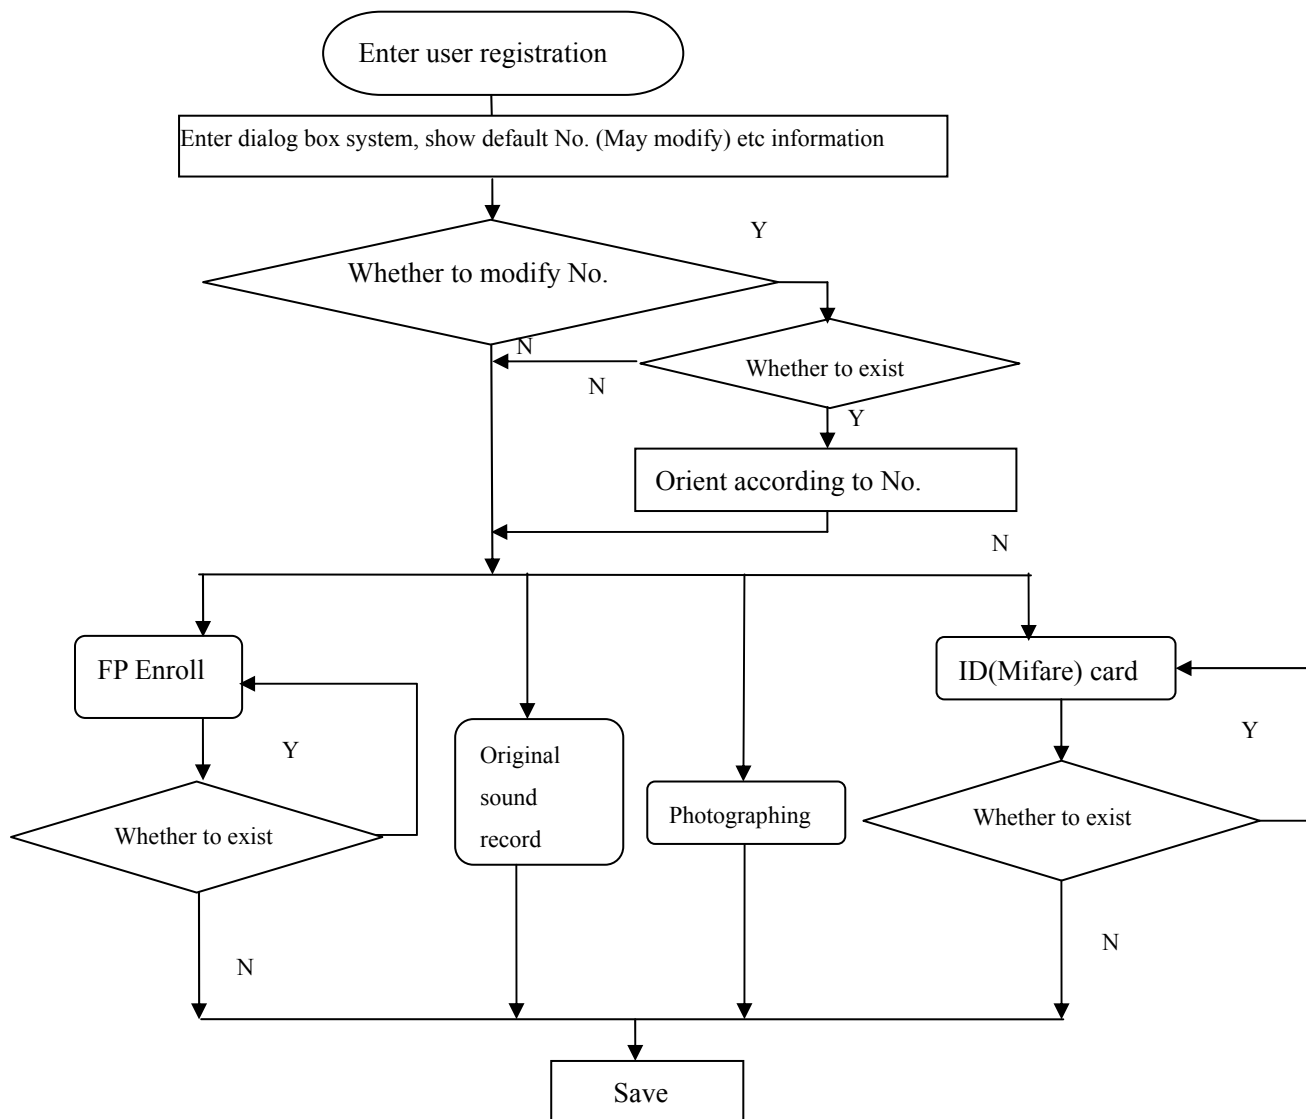 Enter user registration
Enter dialog box system, show default No. (May modify) etc information
Y
Whether to modify No.
N
Whether to exist
N
Y
Orient according to No.
N
FP Enroll
ID(Mifare) card
Y
Y
Original
sound
record
Photographing
Whether to exist
Whether to exist
N
N
Save